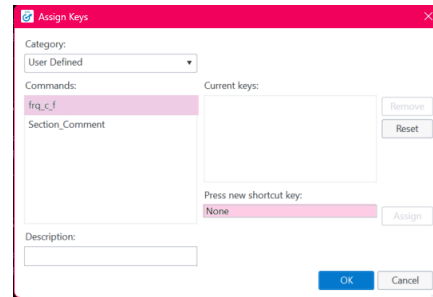 Assign Keys
Category:
User Defined
Commands:
frq_c_f
Section_Comment
Current keys:
Remove
Reset
Press new shortcut key:
None
Assign
Description:
OK
Cancel